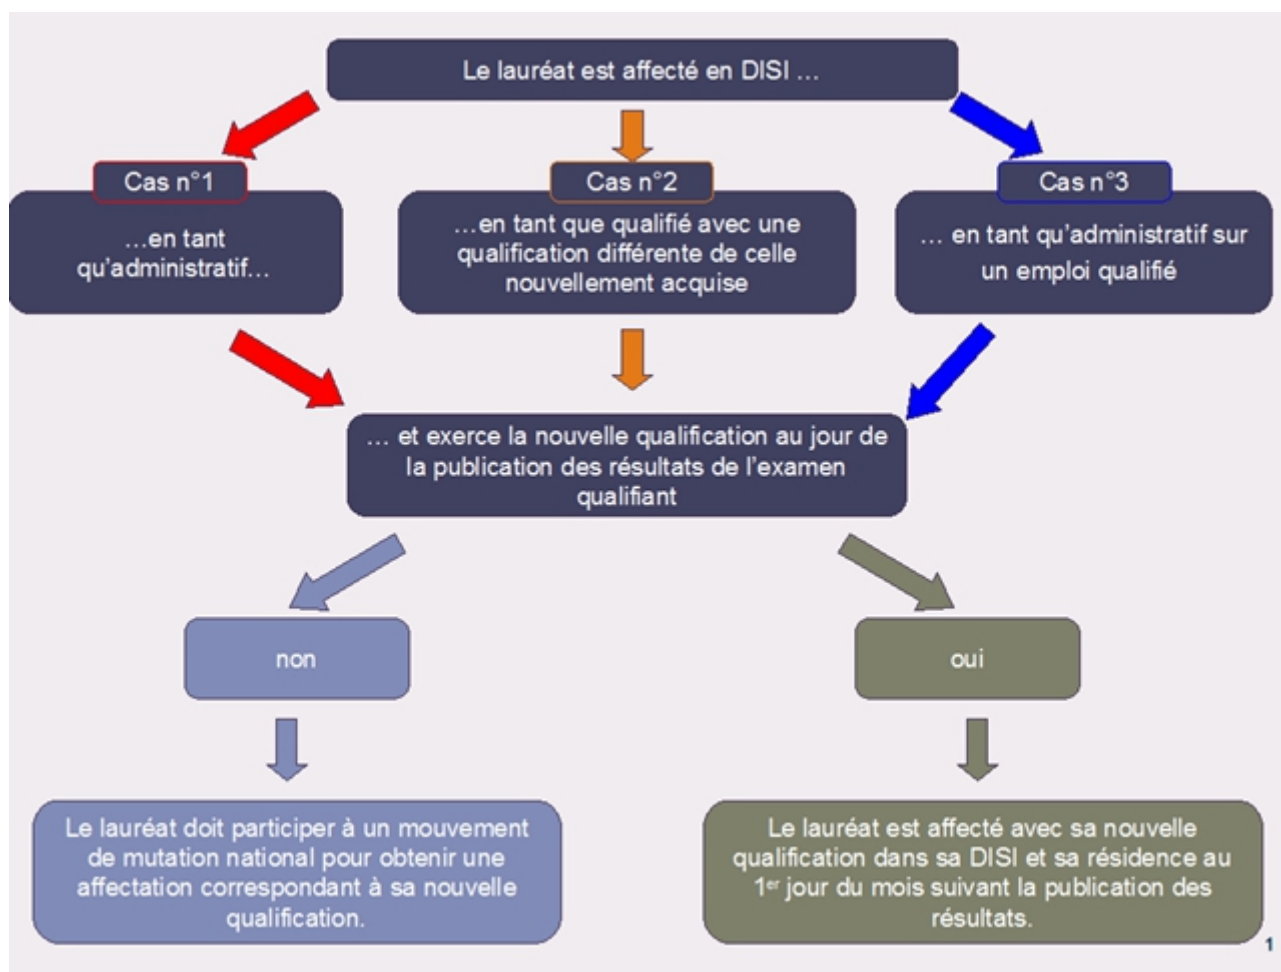 Le lauréat est affecté en DISI …
Cas n°1
…en tant
qu’administratif…
Cas n°2
…en tant que qualifié avec une
qualification différente de celle
nouvellement acquise
Cas n°3
… en tant qu’administratif sur
un emploi qualifié
… et exerce la nouvelle qualification au jour de
la publication des résultats de l’examen
qualifiant
non
oui
Le lauréat doit participer à un mouvement
de mutation national pour obtenir une
affectation correspondant à sa nouvelle
qualification.
Le lauréat est affecté avec sa nouvelle
qualification dans sa DISI et sa résidence au
1er jour du mois suivant la publication des
résultats.
1